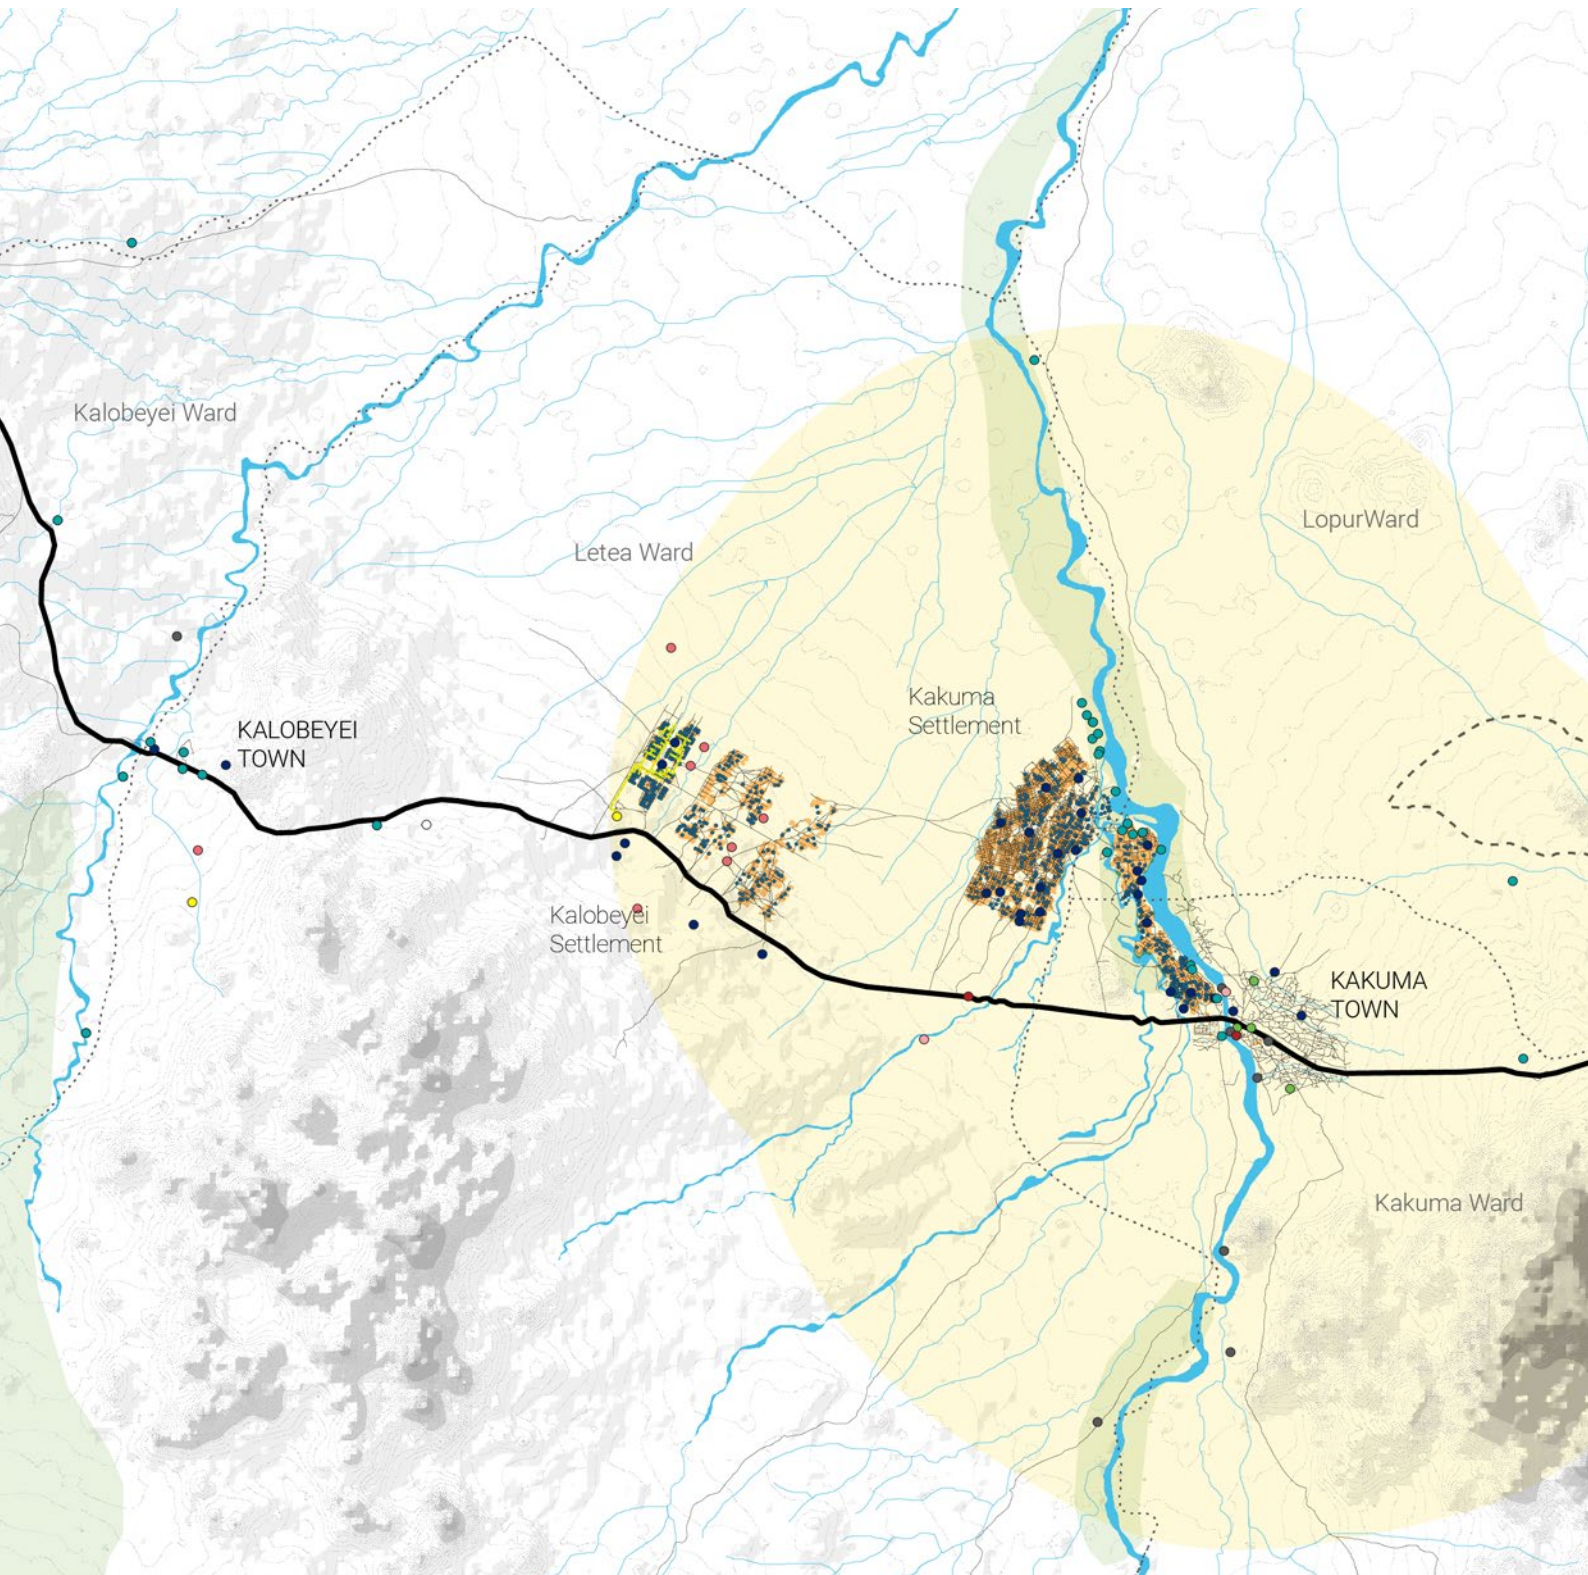 Kalobeyei Ward
LopurWard
Letea Ward
Kakuma
Settlement
KALOBEYEI
TOWN
Kalobeyei
Settlement
KAKUMA
TOWN
Kakuma Ward